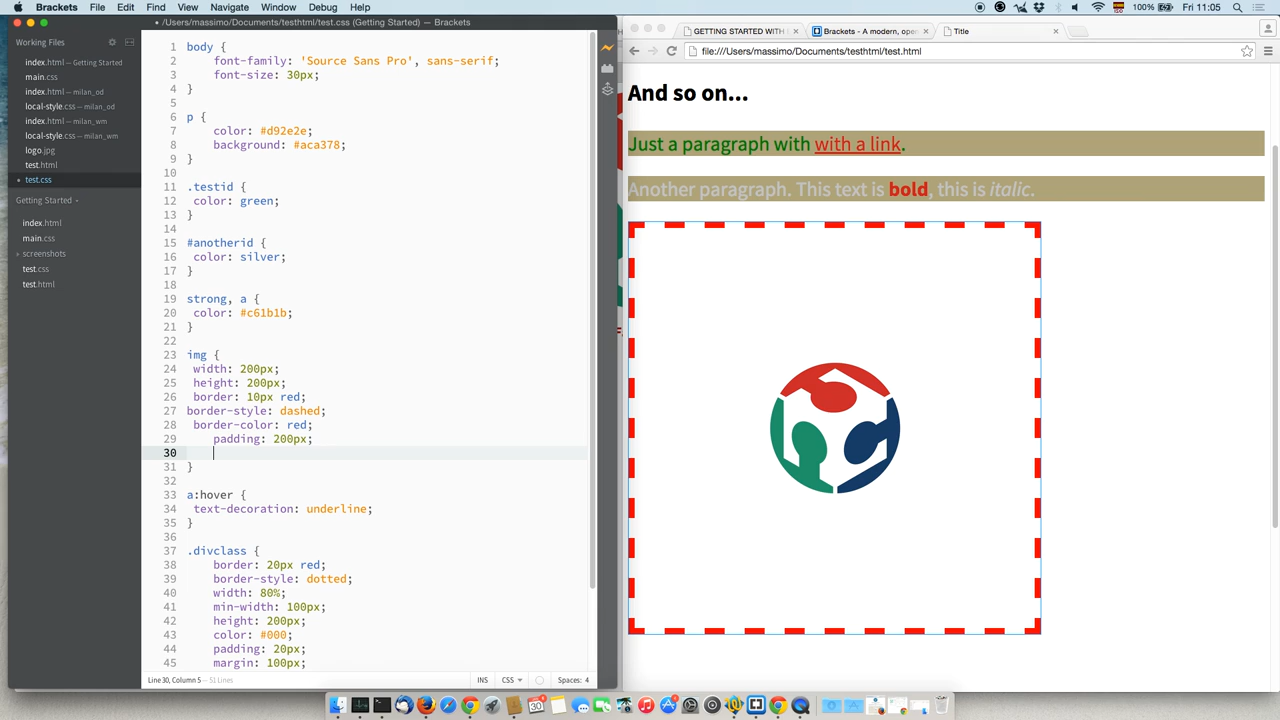 Brackets File Edit Find View Navigate Debug Help
100% Fri 11:05
/Users/massimo/Documents/testhtml/test.css (Getting Started) — Brackets
Working Files
index.html — Getting Started
main.css
index.html — milan_od
local-style.css — milan_od
index.html — milan_wm
local-style.css — milan_wm
logo.jpg
test.html
• test.css
Getting Started
index.html
main.css
screenshots
test.css
test.html
1 body {
2 font-family: 'Source Sans Pro', sans-serif;
3 font-size: 30px;
4 }
5
6 p {
7 color: #d92e2e;
8 background: #aca378;
9 }
10
11 .testid {
12 color: green;
13 }
14
15 #anotherid {
16 color: silver;
17 }
18
19 strong, a {
20 color: #c61b1b;
21 }
22
23 img {
24 width: 200px;
25 height: 200px;
26 border: 10px red;
27 border-style: dashed;
28 border-color: red;
29 padding: 200px;
30
31 }
32
33 a:hover {
34 text-decoration: underline;
35 }
36
37 .divclass {
38 border: 20px red;
39 border-style: dotted;
40 width: 80%;
41 min-width: 100px;
42 height: 200px;
43 color: #000;
44 padding: 20px;
45 margin: 100px;
Line 30, Column 5 — 51 Lines
INS CSS Spaces: 4
GETTING STARTED WITH
Brackets - A modern, ope
Title
file:///Users/massimo/Documents/testhtml/test.html
And so on...
Just a paragraph with with a link.
Another paragraph. This text is bold, this is italic.
30